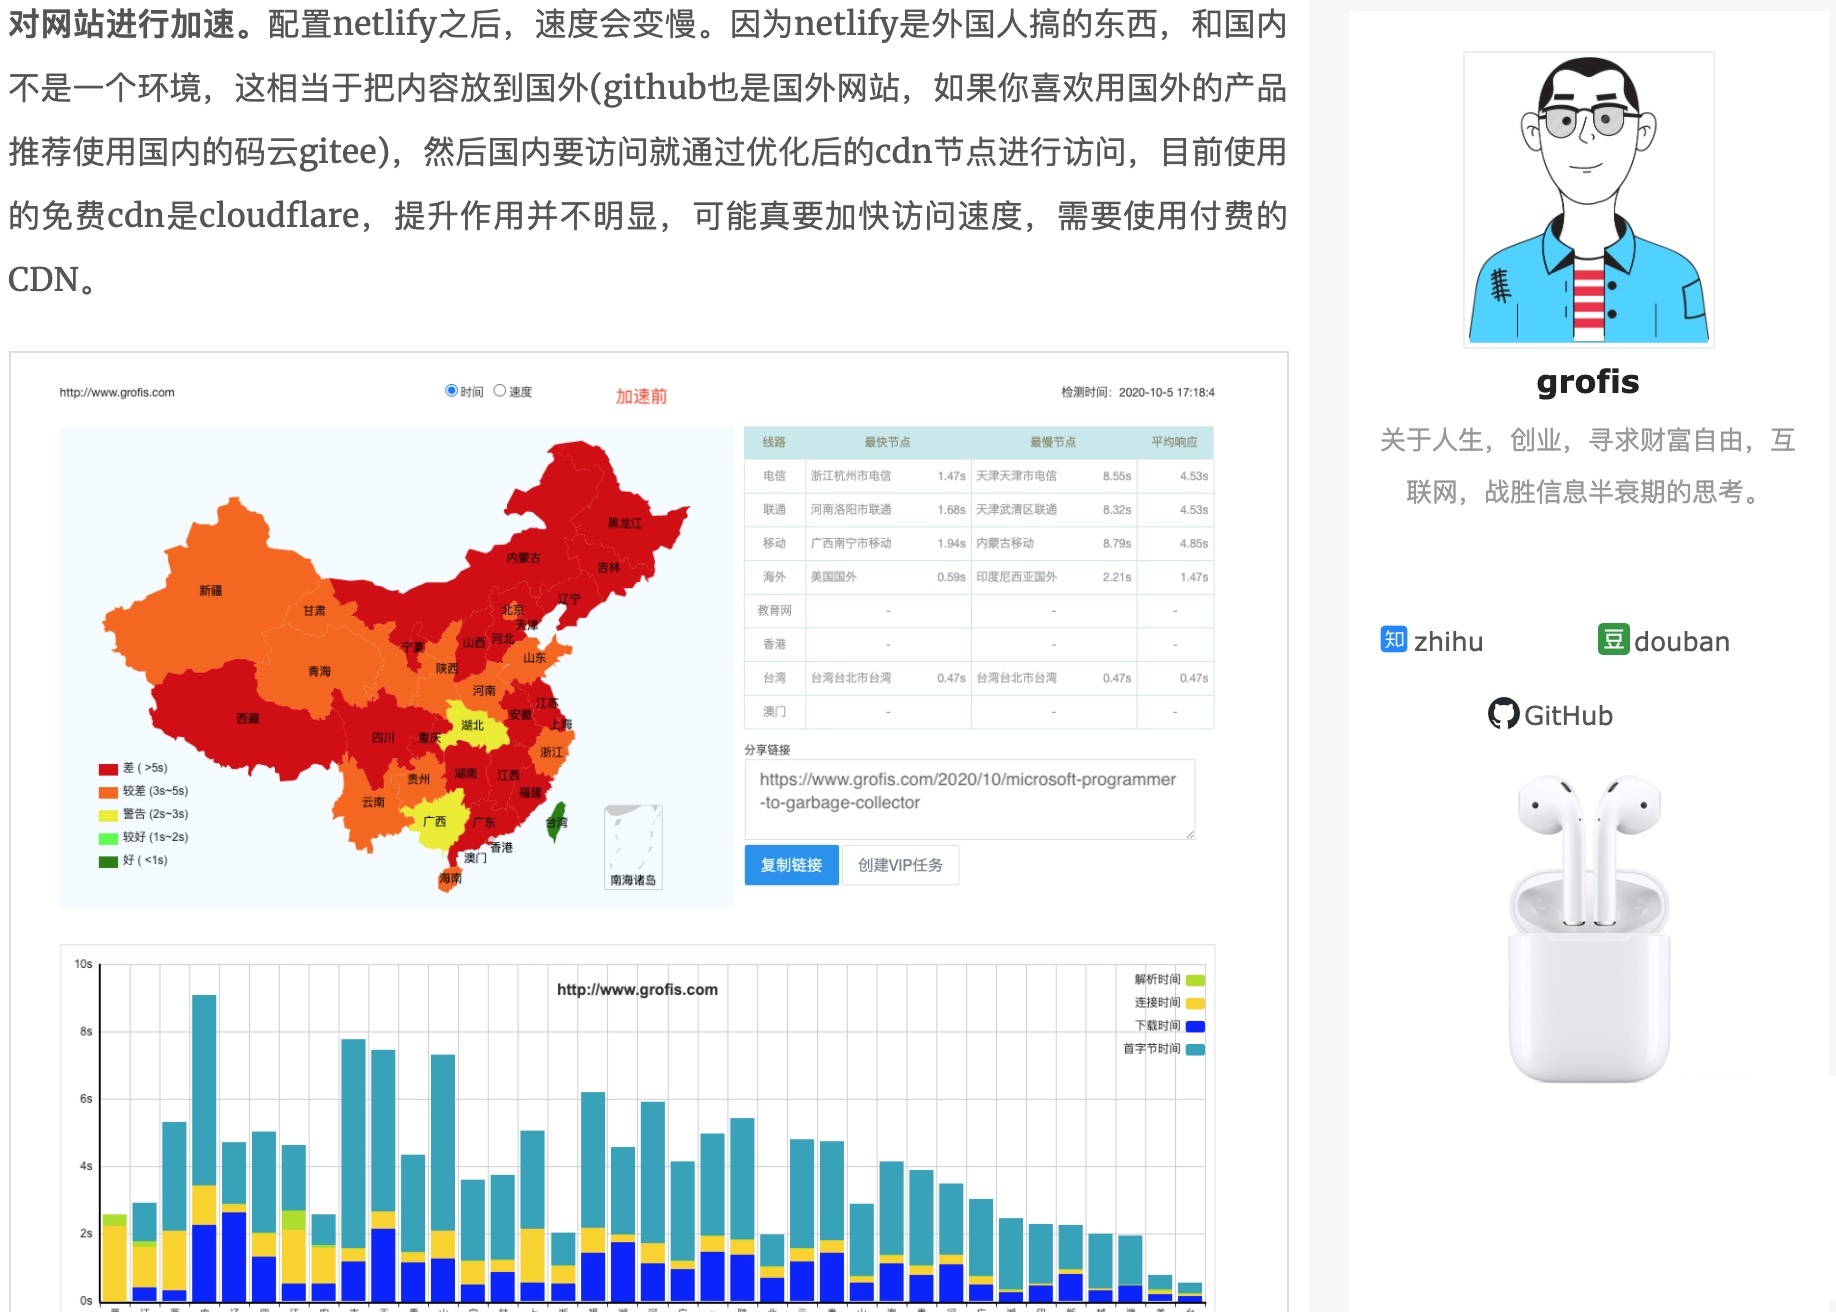 对网站进行加速。配置netlify之后，速度会变慢。因为netlify是外国人搞的东西，和国内
不是一个环境，这相当于把内容放到国外(github也是国外网站，如果你喜欢用国外的产品
推荐使用国内的码云gitee)，然后国内要访问就通过优化后的cdn节点进行访问，目前使用
的免费cdn是cloudflare，提升作用并不明显，可能真要加快访问速度，需要使用付费的
CDN。
http://www.grofis.com
时间 速度
加速前
检测时间：2020-10-5 17:18:4
黑龙江
内蒙古
吉林
新疆
辽宁
甘肃
北京
天津
宁夏
山西
河北
陕西
山东
青海
河南
江苏
西藏
安徽
湖北
上海
四川
重庆
浙江
湖南
江西
贵州
福建
云南
广西
广东
台湾
香港
澳门
海南
南海诸岛
差 ( >5s)
较差 (3s~5s)
警告 (2s~3s)
较好 (1s~2s)
好 ( <1s)
线路 最快节点 最慢节点 平均响应
电信 浙江杭州市电信 1.47s 天津天津市电信 8.55s 4.53s
联通 河南洛阳市联通 1.68s 天津武清区联通 8.32s 4.53s
移动 广西南宁市移动 1.94s 内蒙古移动 8.79s 4.85s
海外 美国国外 0.59s 印度尼西亚国外 2.21s 1.47s
教育网 - - -
香港 - - -
台湾 台湾台北市台湾 0.47s 台湾台北市台湾 0.47s 0.47s
澳门 - - -
分享链接
https://www.grofis.com/2020/10/microsoft-programmer
-to-garbage-collector
复制链接 创建VIP任务
http://www.grofis.com
解析时间
连接时间
下载时间
首字节时间
10s
8s
6s
4s
2s
0s
grofis
关于人生，创业，寻求财富自由，互
联网，战胜信息半衰期的思考。
知 zhihu
豆 douban
GitHub